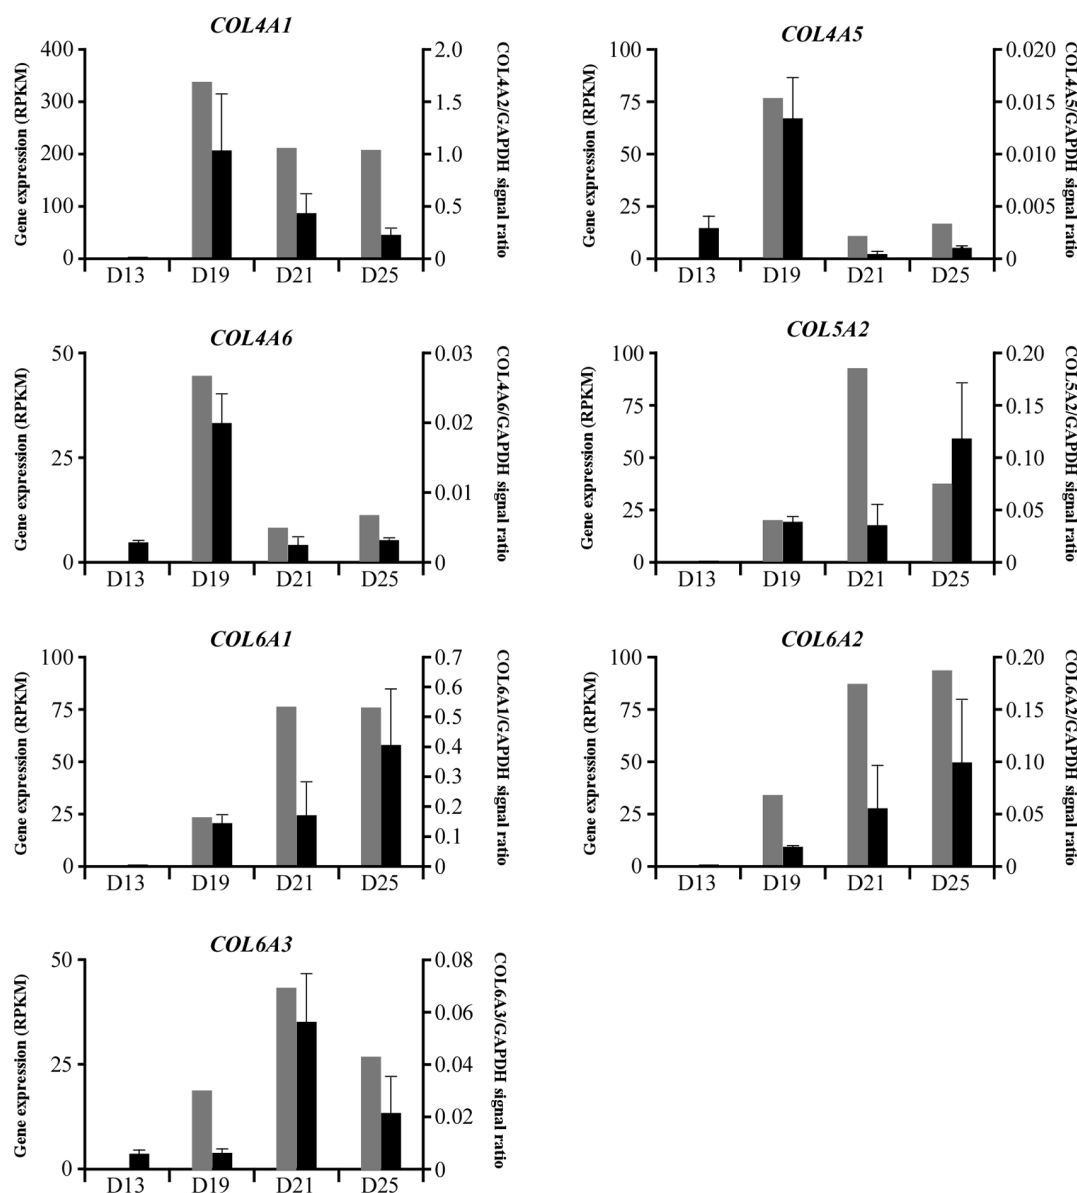 COL4A1
Gene expression (RPKM)
400
300
200
100
0
2.0
1.5
1.0
0.5
0
COL4A2/GAPDH signal ratio
D13 D19 D21 D25
COL4A5
Gene expression (RPKM)
100
75
50
25
0
0.020
0.015
0.010
0.005
0
COL4A5/GAPDH signal ratio
D13 D19 D21 D25
COL4A6
Gene expression (RPKM)
50
25
0
0.03
0.02
0.01
0
COL4A6/GAPDH signal ratio
D13 D19 D21 D25
COL5A2
Gene expression (RPKM)
100
75
50
25
0
0.20
0.15
0.10
0.05
0
COL5A2/GAPDH signal ratio
D13 D19 D21 D25
COL6A1
Gene expression (RPKM)
100
75
50
25
0
0.7
0.6
0.5
0.4
0.3
0.2
0.1
0
COL6A1/GAPDH signal ratio
D13 D19 D21 D25
COL6A2
Gene expression (RPKM)
100
75
50
25
0
0.20
0.15
0.10
0.05
0
COL6A2/GAPDH signal ratio
D13 D19 D21 D25
COL6A3
Gene expression (RPKM)
50
25
0
0.08
0.06
0.04
0.02
0
COL6A3/GAPDH signal ratio
D13 D19 D21 D25